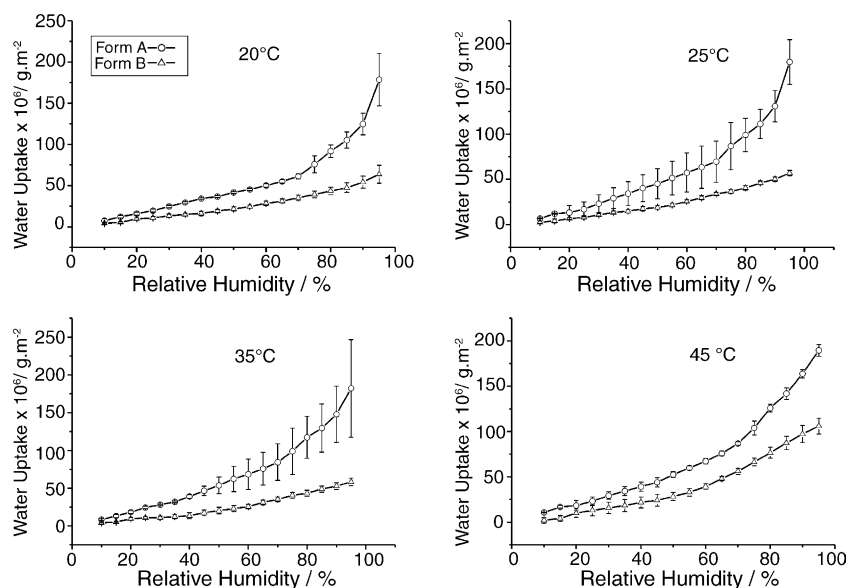 250
200
150
100
50
0
Water Uptake x 10⁶/ g.m⁻²
Form A
Form B
20°C
0 20 40 60 80 100
Relative Humidity / %
200
150
100
50
0
Water Uptake x 10⁶/ g.m⁻²
25°C
0 20 40 60 80 100
Relative Humidity / %
250
200
150
100
50
0
Water Uptake x 10⁶/ g.m⁻²
35°C
0 20 40 60 80 100
Relative Humidity / %
200
150
100
50
0
Water Uptake x 10⁶/ g.m⁻²
45 °C
0 20 40 60 80 100
Relative Humidity / %